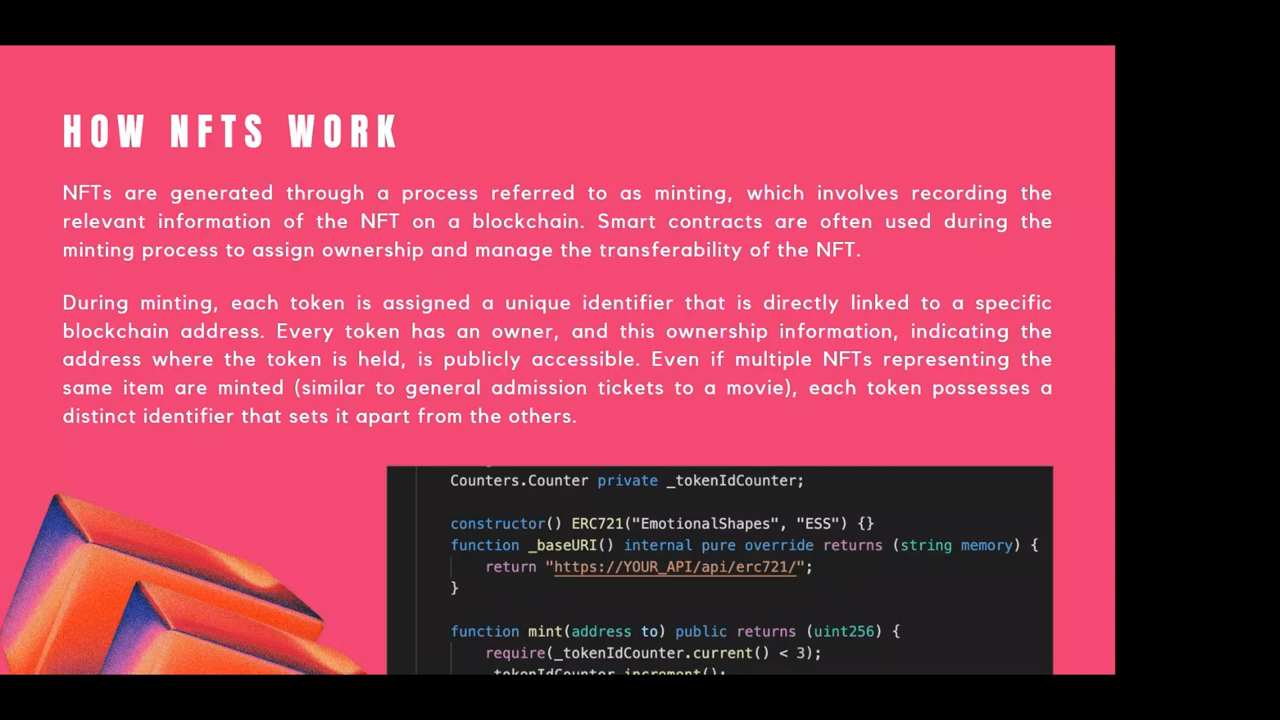 HOW NFTS WORK
NFTs are generated through a process referred to as minting, which involves recording the
relevant information of the NFT on a blockchain. Smart contracts are often used during the
minting process to assign ownership and manage the transferability of the NFT.
During minting, each token is assigned a unique identifier that is directly linked to a specific
blockchain address. Every token has an owner, and this ownership information, indicating the
address where the token is held, is publicly accessible. Even if multiple NFTs representing the
same item are minted (similar to general admission tickets to a movie), each token possesses a
distinct identifier that sets it apart from the others.
Counters.Counter private _tokenIdCounter;
constructor() ERC721("EmotionalShapes", "ESS") {}
function _baseURI() internal pure override returns (string memory) {
return "https://YOUR_API/api/erc721/";
}
function mint(address to) public returns (uint256) {
require(_tokenIdCounter.current() < 3);
_tokenIdCounter.increment();